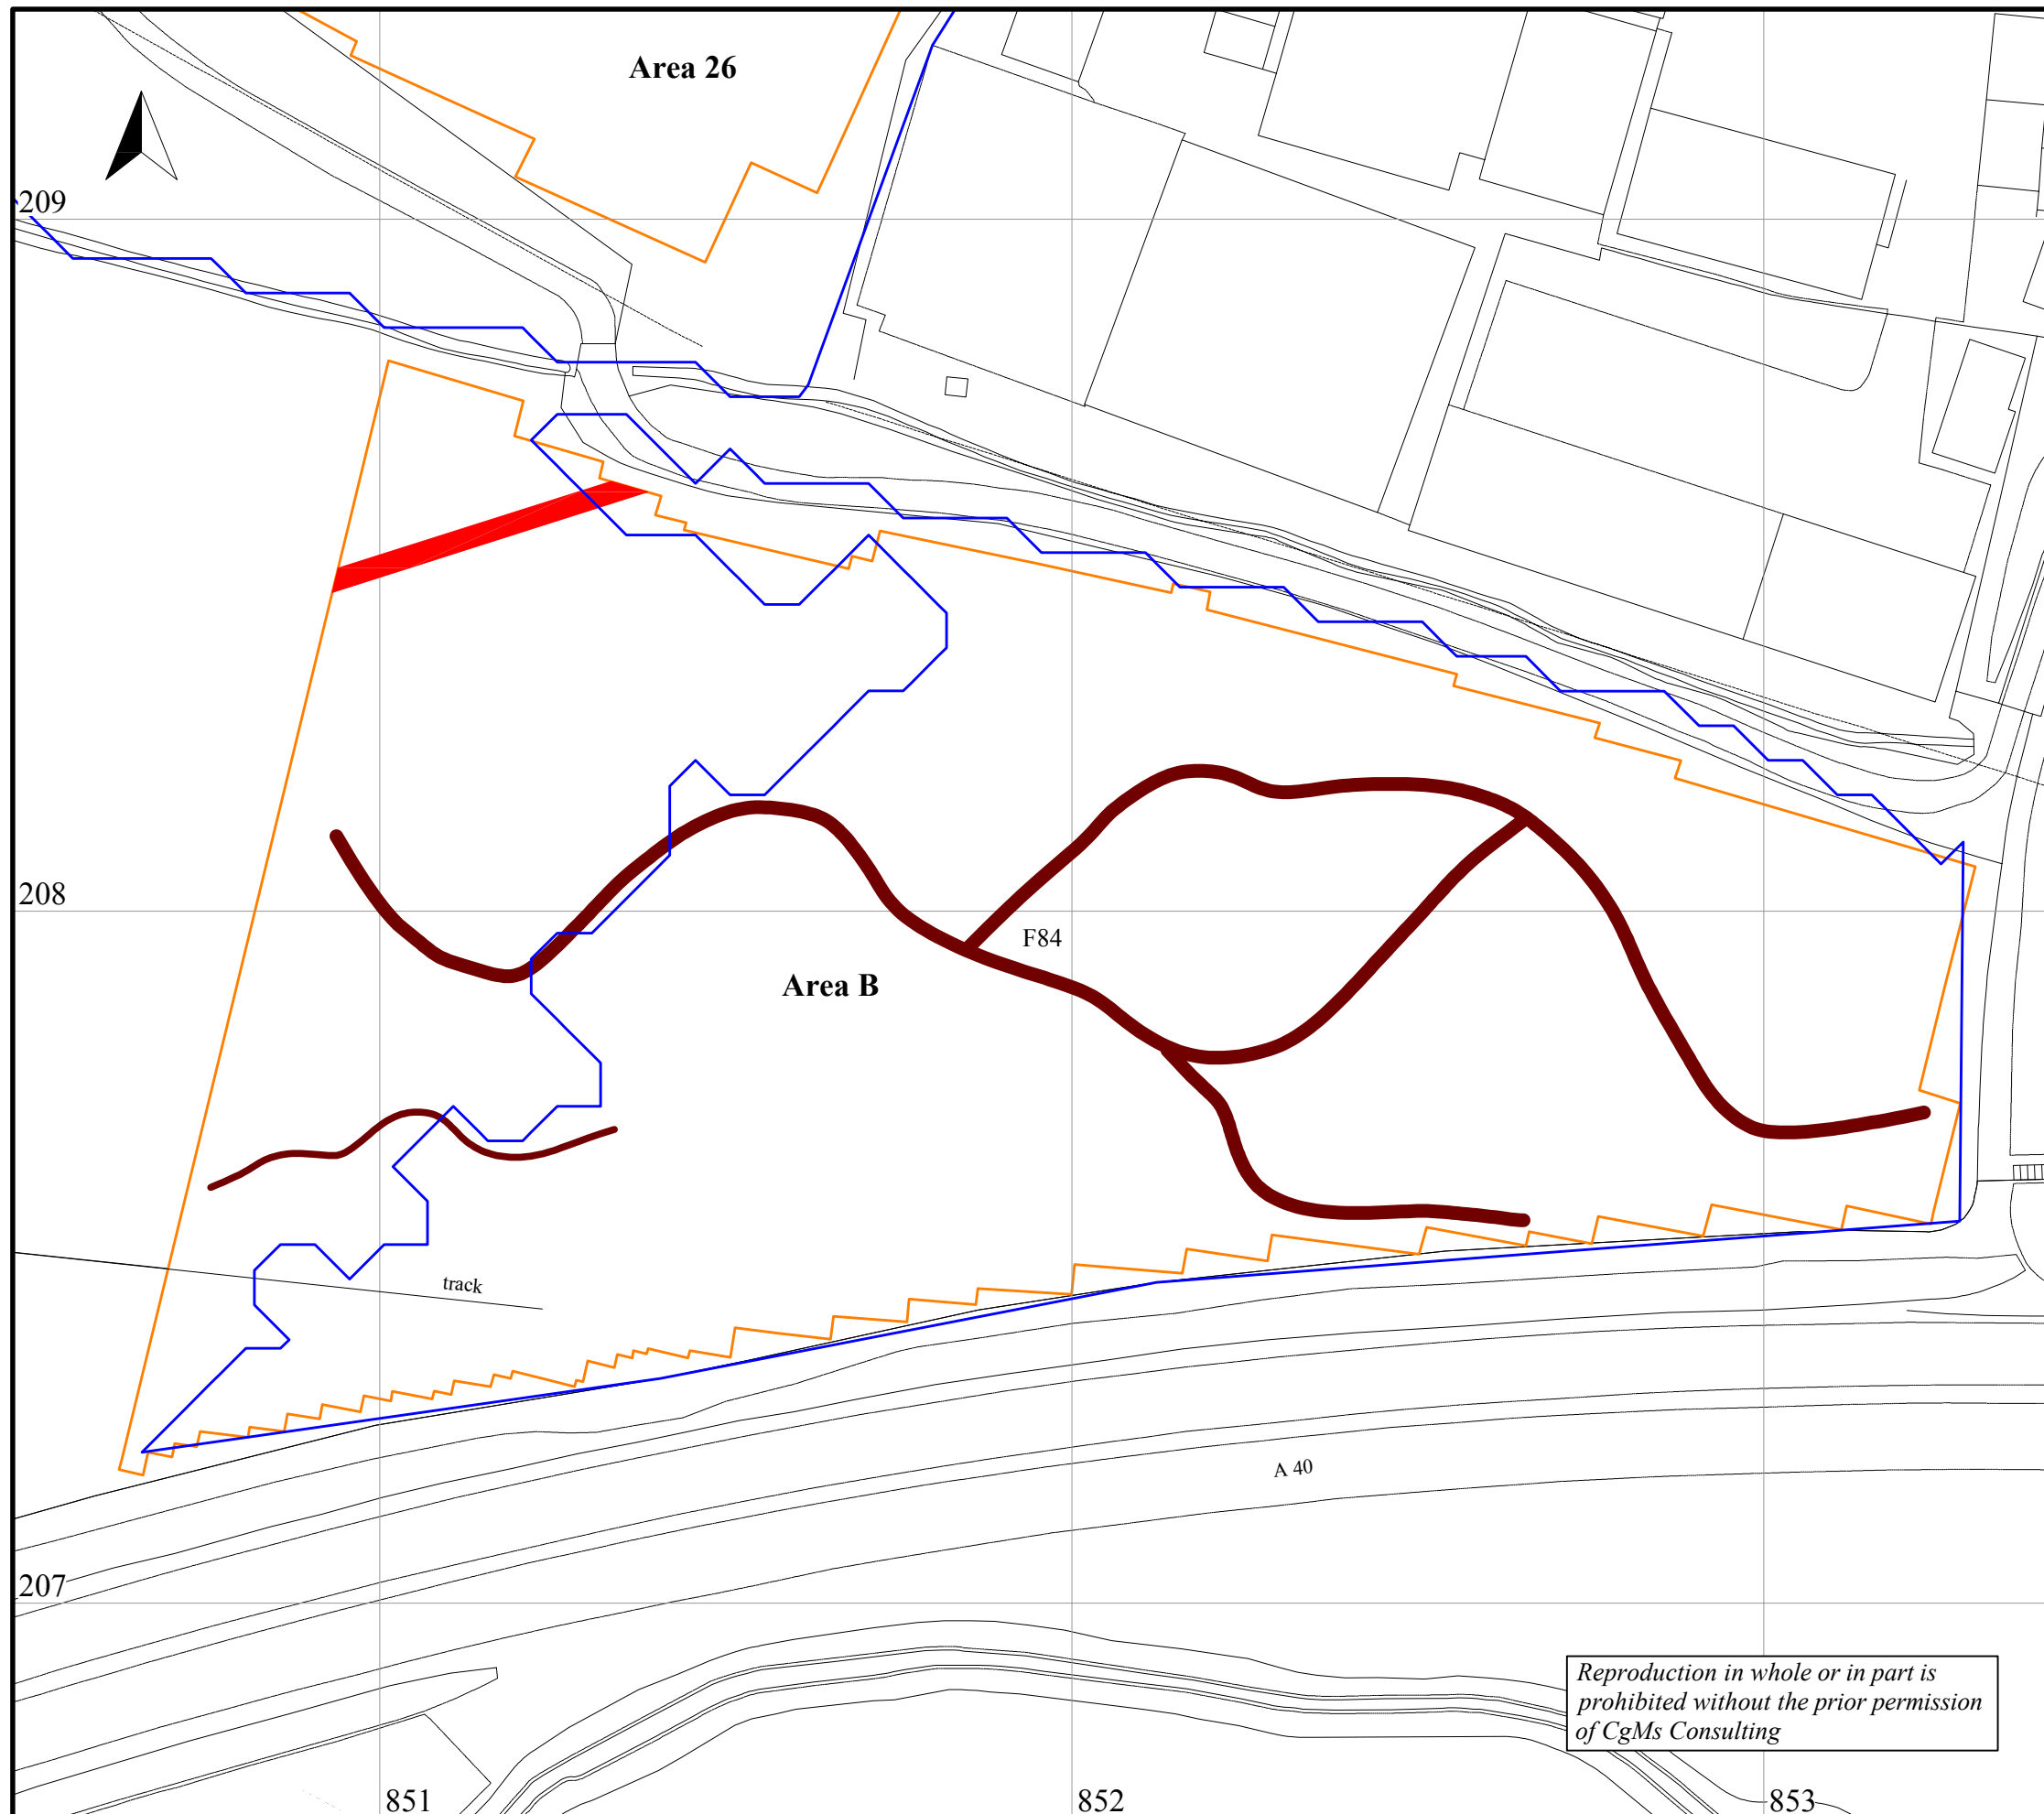 Area 26
209
208
F84
Area B
track
A 40
207
Reproduction in whole or in part is
prohibited without the prior permission
of CgMs Consulting
851
852
853